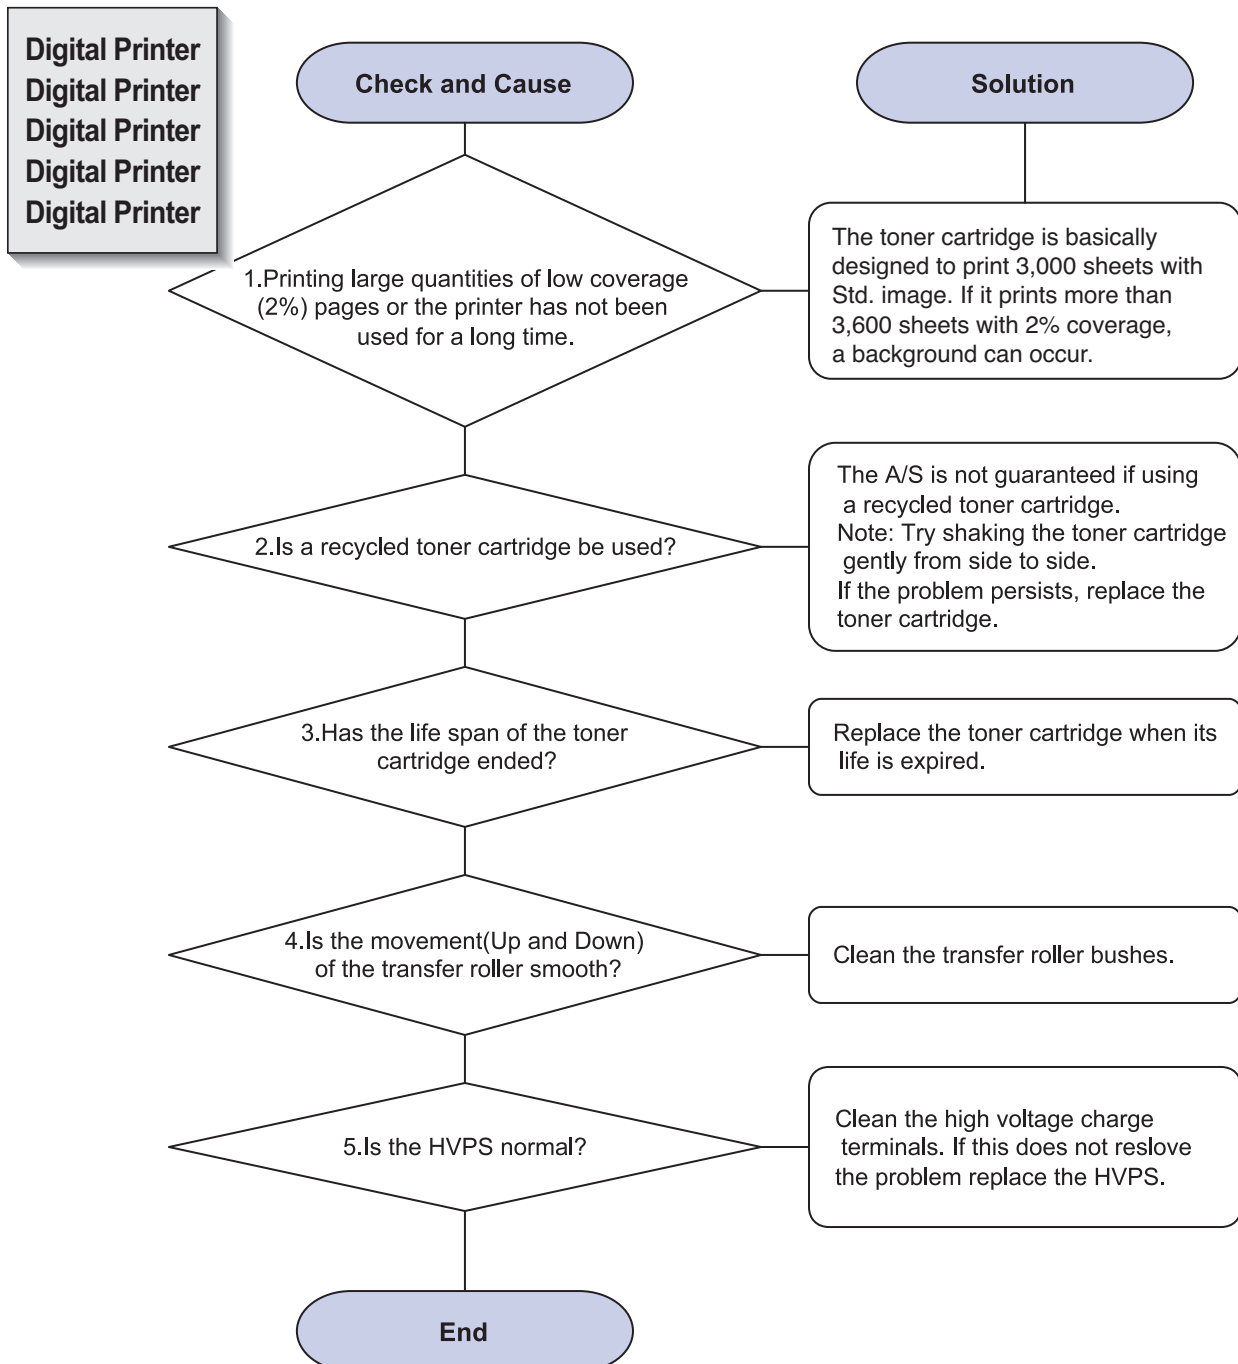 Digital Printer
Digital Printer
Digital Printer
Digital Printer
Digital Printer
Check and Cause
Solution
1.Printing large quantities of low coverage
(2%) pages or the printer has not been
used for a long time.
The toner cartridge is basically
designed to print 3,000 sheets with
Std. image. If it prints more than
3,600 sheets with 2% coverage,
a background can occur.
2.Is a recycled toner cartridge be used?
The A/S is not guaranteed if using
a recycled toner cartridge.
Note: Try shaking the toner cartridge
gently from side to side.
If the problem persists, replace the
toner cartridge.
3.Has the life span of the toner
cartridge ended?
Replace the toner cartridge when its
life is expired.
4.Is the movement(Up and Down)
of the transfer roller smooth?
Clean the transfer roller bushes.
5.Is the HVPS normal?
Clean the high voltage charge
terminals. If this does not reslove
the problem replace the HVPS.
End